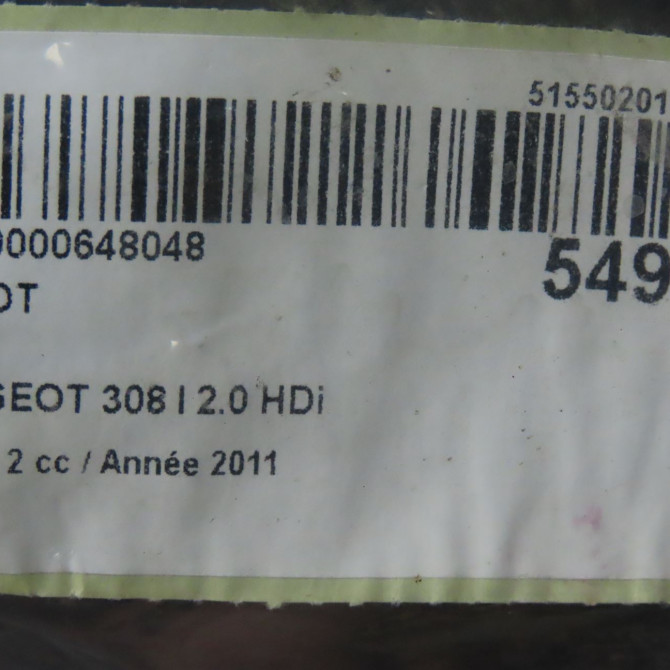 51550201
0000648048
549
OT
GEOT 308 I 2.0 HDi
2 cc / Année 2011